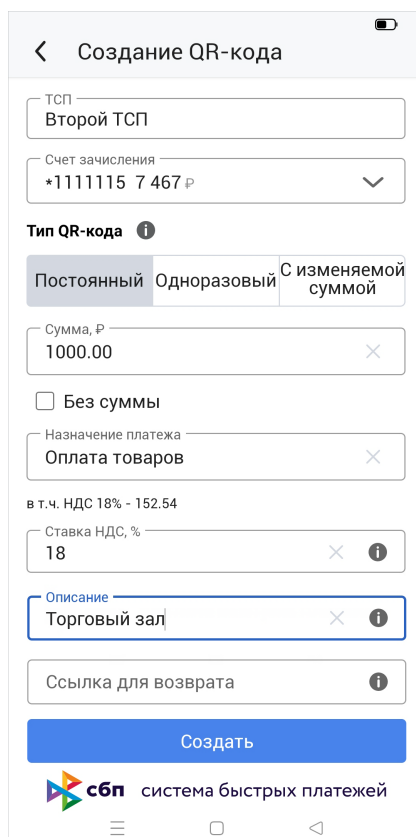 Создание QR-кода
ТСП
Второй ТСП
Счет зачисления
*1111115 7 467 ₽
Тип QR-кода
Постоянный Одноразовый С изменяемой
суммой
Сумма, ₽
1000.00
Без суммы
Назначение платежа
Оплата товаров
в т.ч. НДС 18% - 152.54
Ставка НДС, %
18
Описание
Торговый зал
Ссылка для возврата
Создать
сбп система быстрых платежей